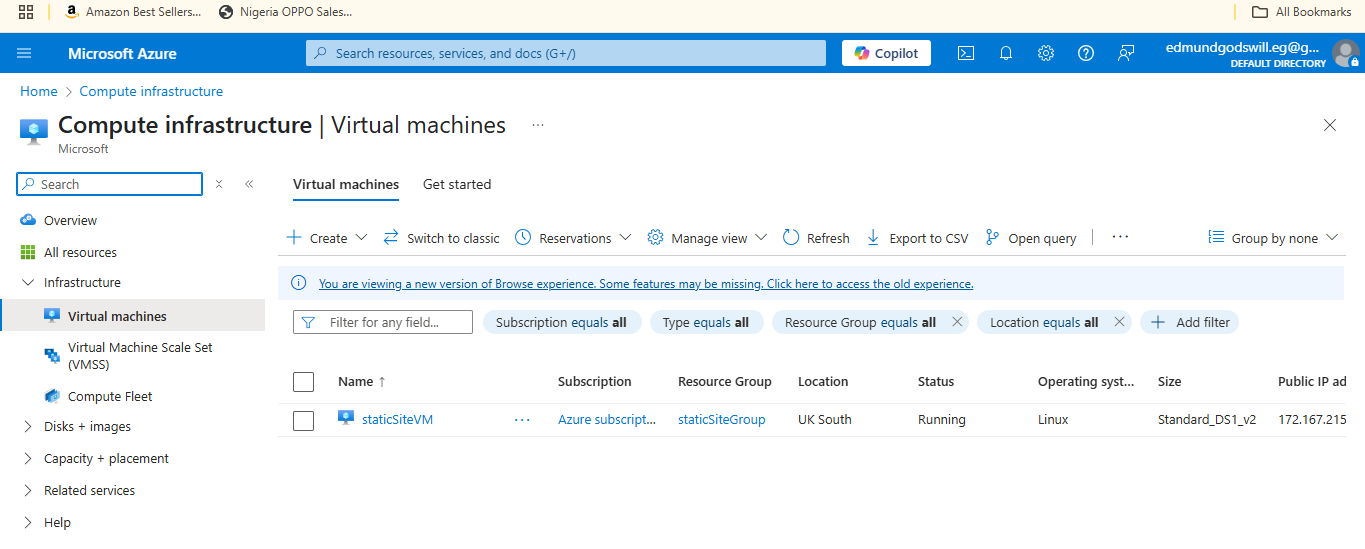 Amazon Best Sellers...
Nigeria OPPO Sales...
All Bookmarks
Microsoft Azure
Search resources, services, and docs (G+/)
Copilot
edmundgodswill.eg@g...
DEFAULT DIRECTORY
Home > Compute infrastructure
Compute infrastructure | Virtual machines ...
Microsoft
Search
Overview
All resources
Infrastructure
Virtual machines
Virtual Machine Scale Set
(VMSS)
Compute Fleet
Disks + images
Capacity + placement
Related services
Help
Virtual machines Get started
Create Switch to classic Reservations Manage view Refresh Export to CSV Open query ... Group by none
You are viewing a new version of Browse experience. Some features may be missing. Click here to access the old experience.
Filter for any field... Subscription equals all Type equals all Resource Group equals all Location equals all Add filter
Name ↑ Subscription Resource Group Location Status Operating syst... Size Public IP ad
staticSiteVM ... Azure subscript... staticSiteGroup UK South Running Linux Standard_DS1_v2 172.167.215